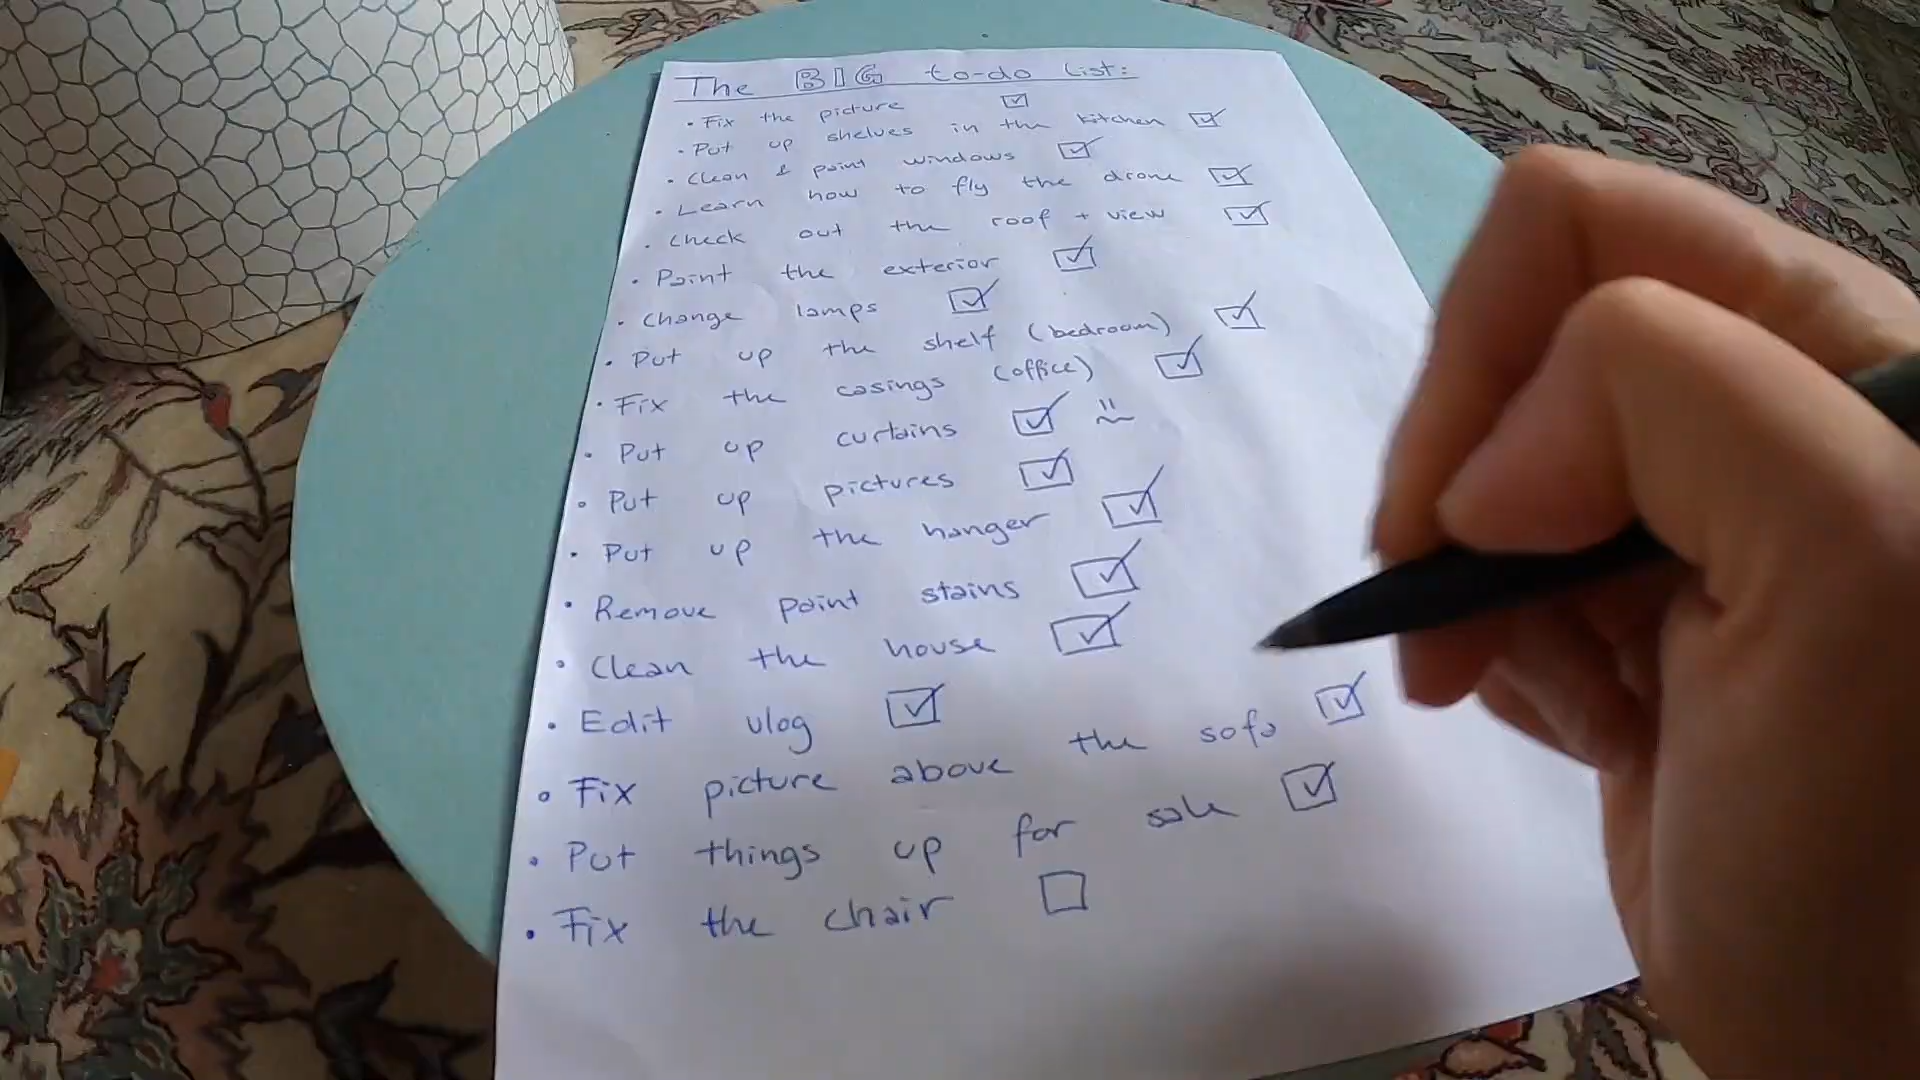 The BIG to-do list:
• Fix the picture ☑
• Put up shelves in the kitchen ☑
• Clean & paint windows ☑
• Learn how to fly the drone ☑
• Check out the roof + view ☑
• Paint the exterior ☑
• Change lamps ☑
• Put up the shelf (bedroom) ☑
• Fix the casings (office) ☑
• Put up curtains ☑
• Put up pictures ☑
• Put up the hanger ☑
• Remove paint stains ☑
• Clean the house ☑
• Edit vlog ☑
• Fix picture above the sofa ☑
• Put things up for sale ☑
• Fix the chair ☐